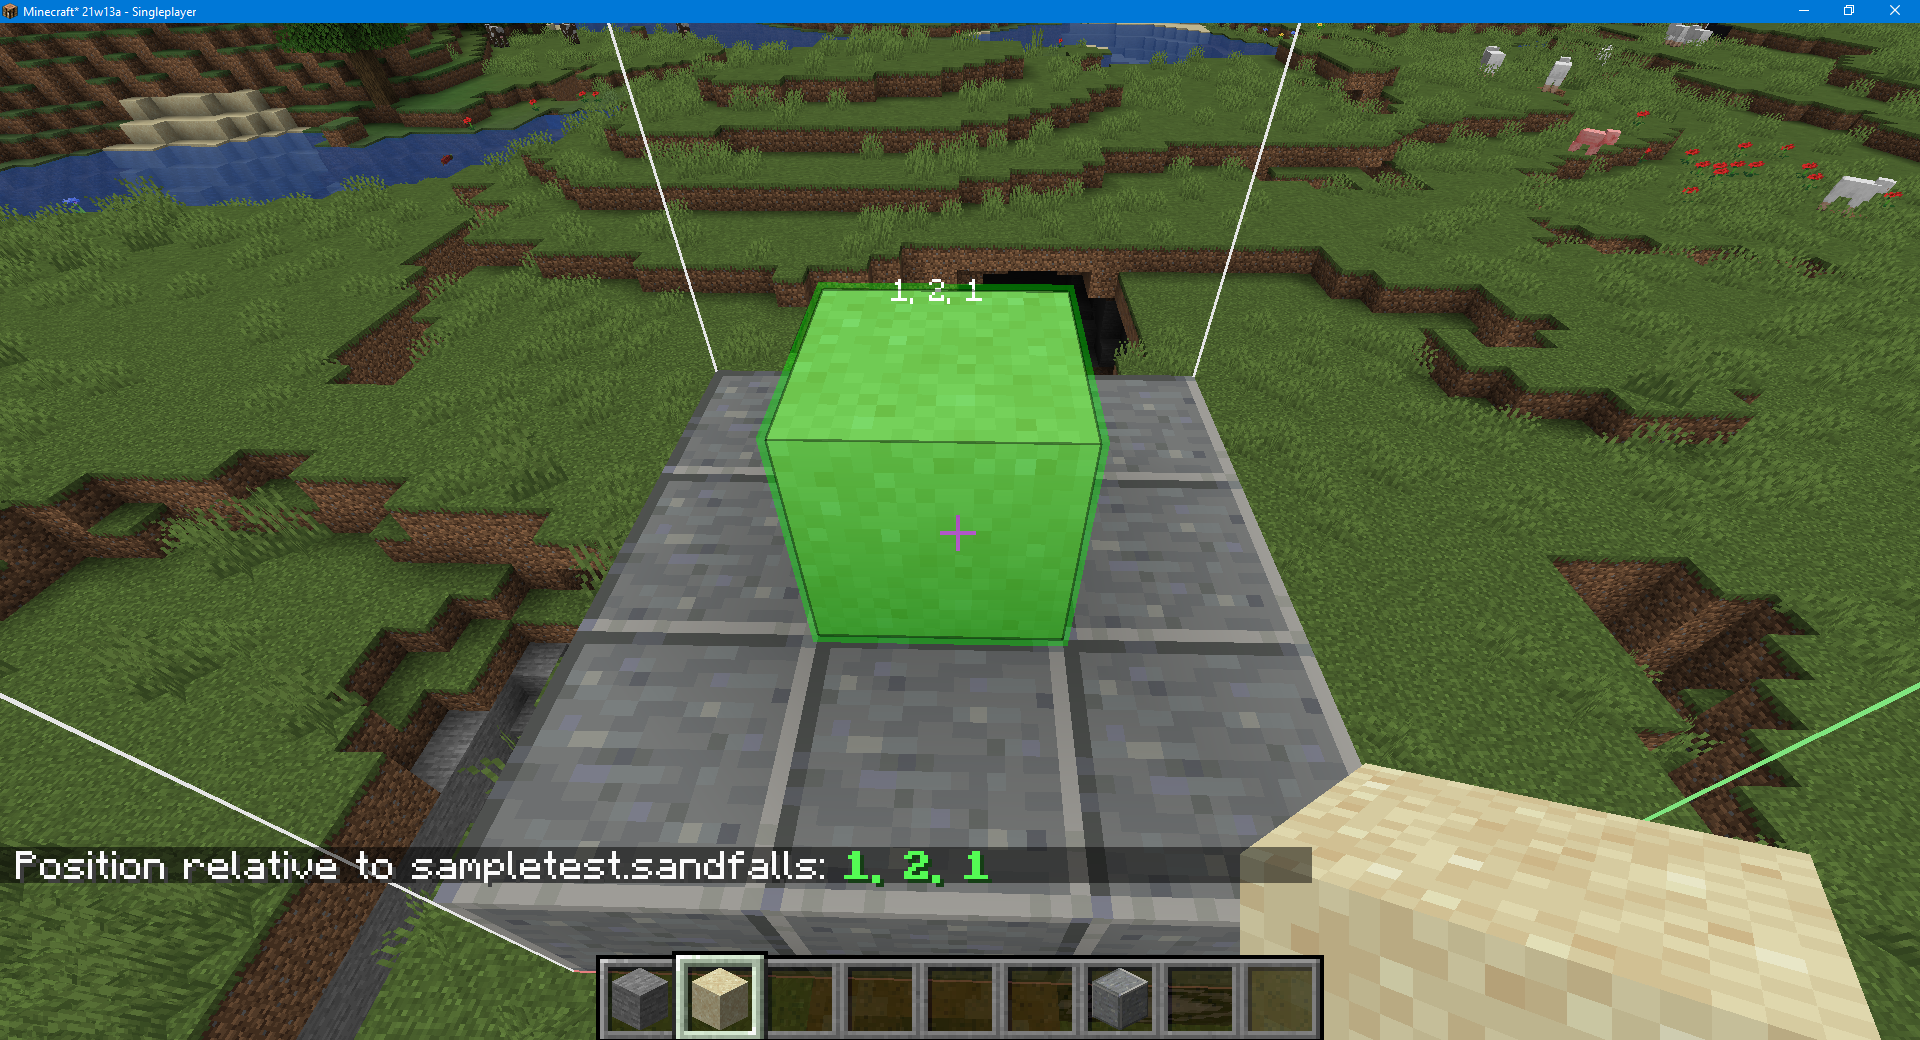 Minecraft* 21w13a - Singleplayer
1, 2, 1
Position relative to sampletest.sandfalls: 1, 2, 1